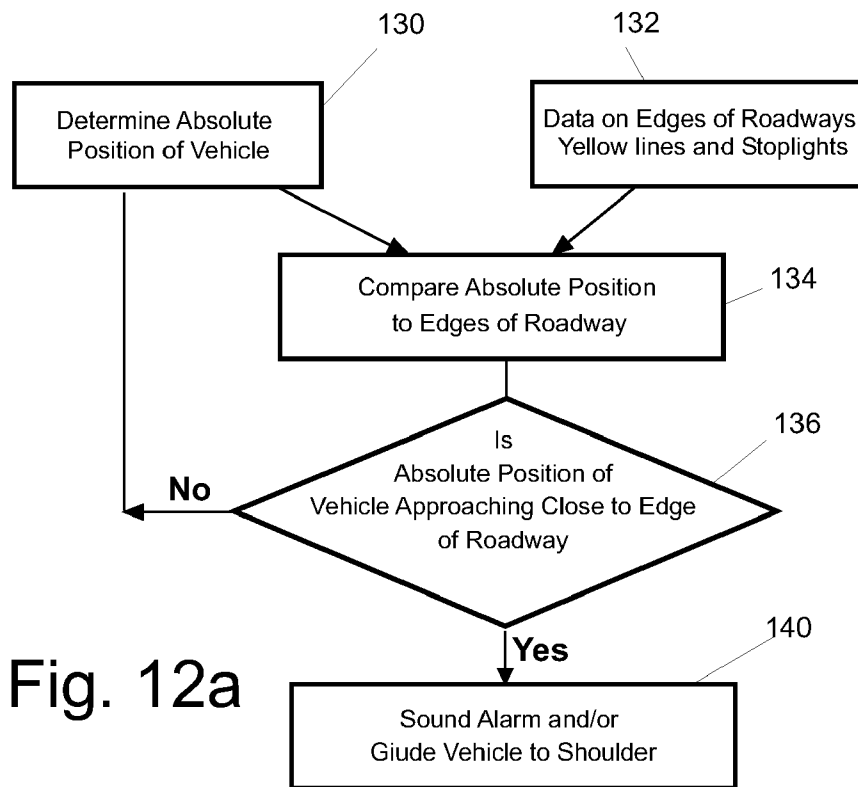 130
132
Determine Absolute
Position of Vehicle
Data on Edges of Roadways
Yellow lines and Stoplights
134
Compare Absolute Position
to Edges of Roadway
136
Is
Absolute Position of
Vehicle Approaching Close to Edge
of Roadway
No
Yes
140
Fig. 12a
Sound Alarm and/or
Giude Vehicle to Shoulder